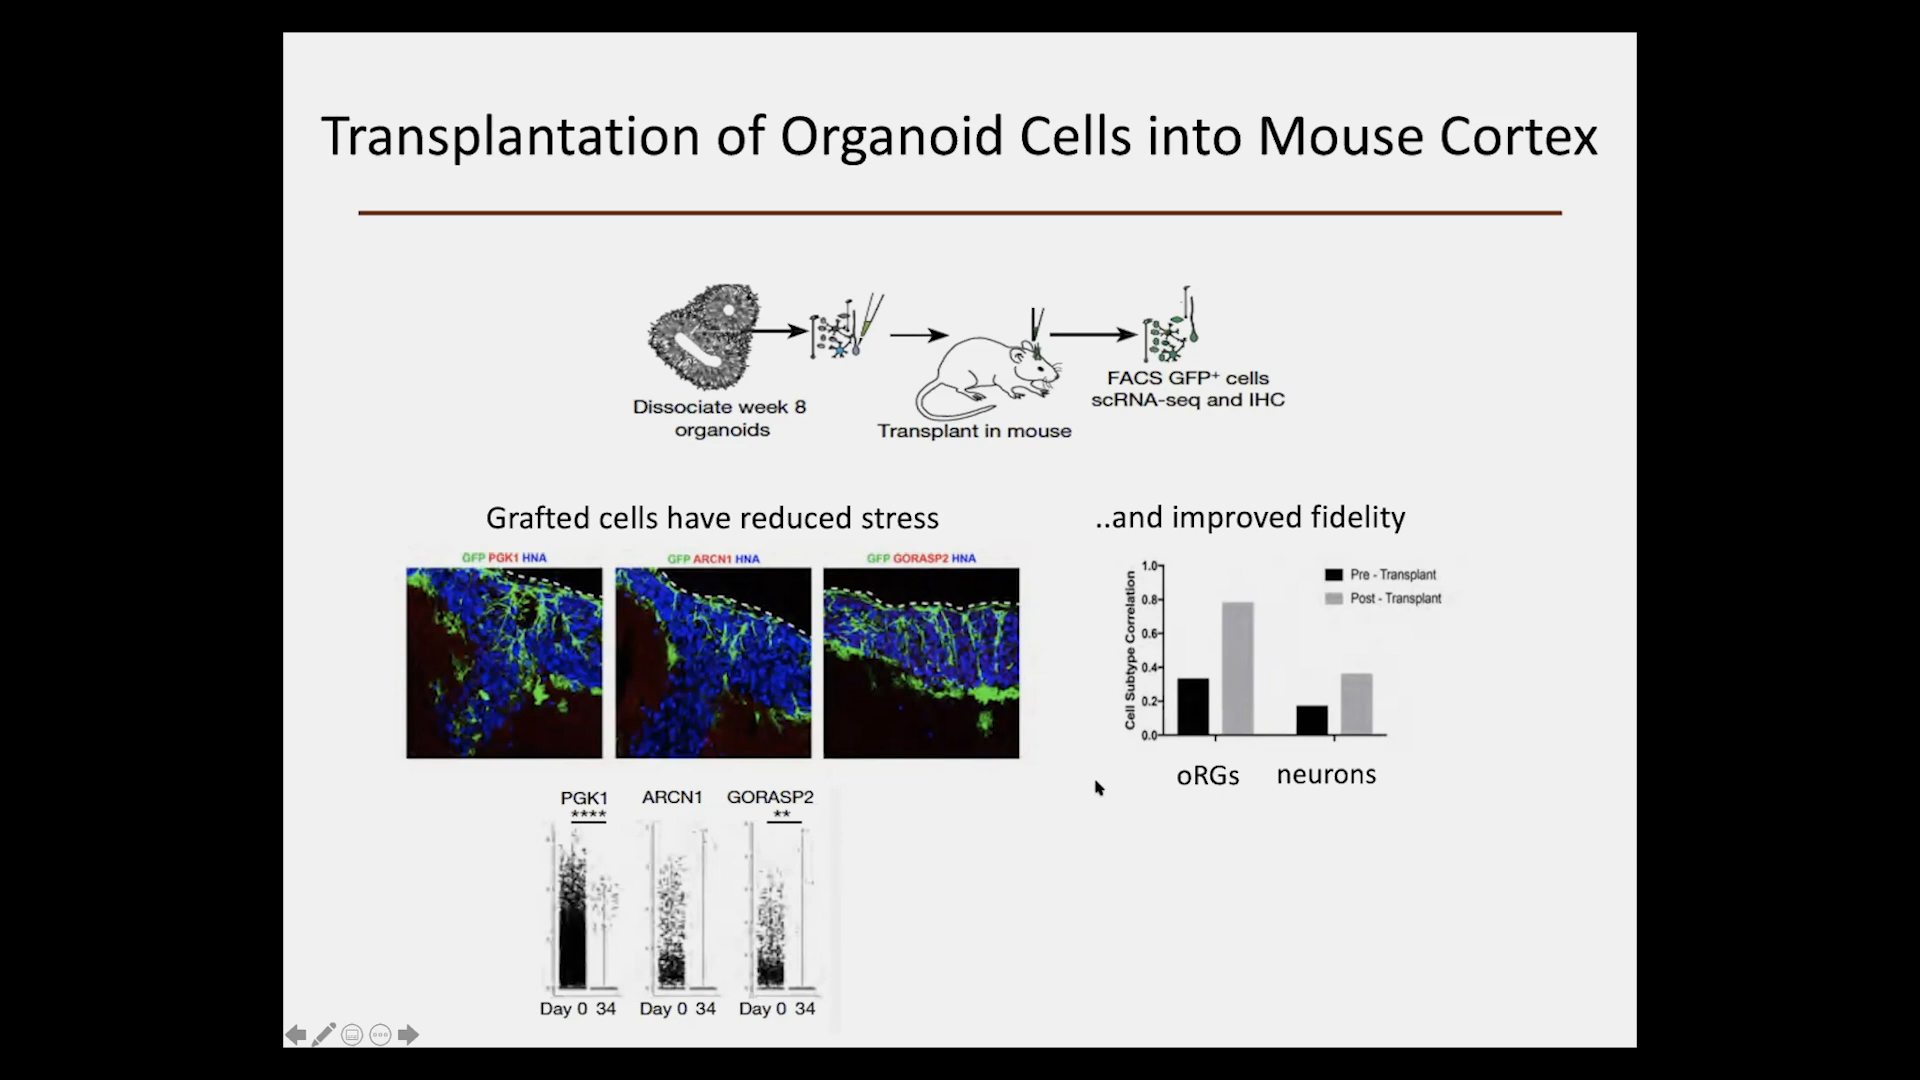 Transplantation of Organoid Cells into Mouse Cortex
Dissociate week 8
organoids
Transplant in mouse
FACS GFP⁺ cells
scRNA-seq and IHC
Grafted cells have reduced stress
GFP PGK1 HNA
GFP ARCN1 HNA
GFP GORASP2 HNA
PGK1
****
ARCN1
GORASP2
**
Day 0 34
Day 0 34
Day 0 34
..and improved fidelity
Cell Subtype Correlation
1.0
0.8
0.6
0.4
0.2
0.0
Pre - Transplant
Post - Transplant
oRGs
neurons